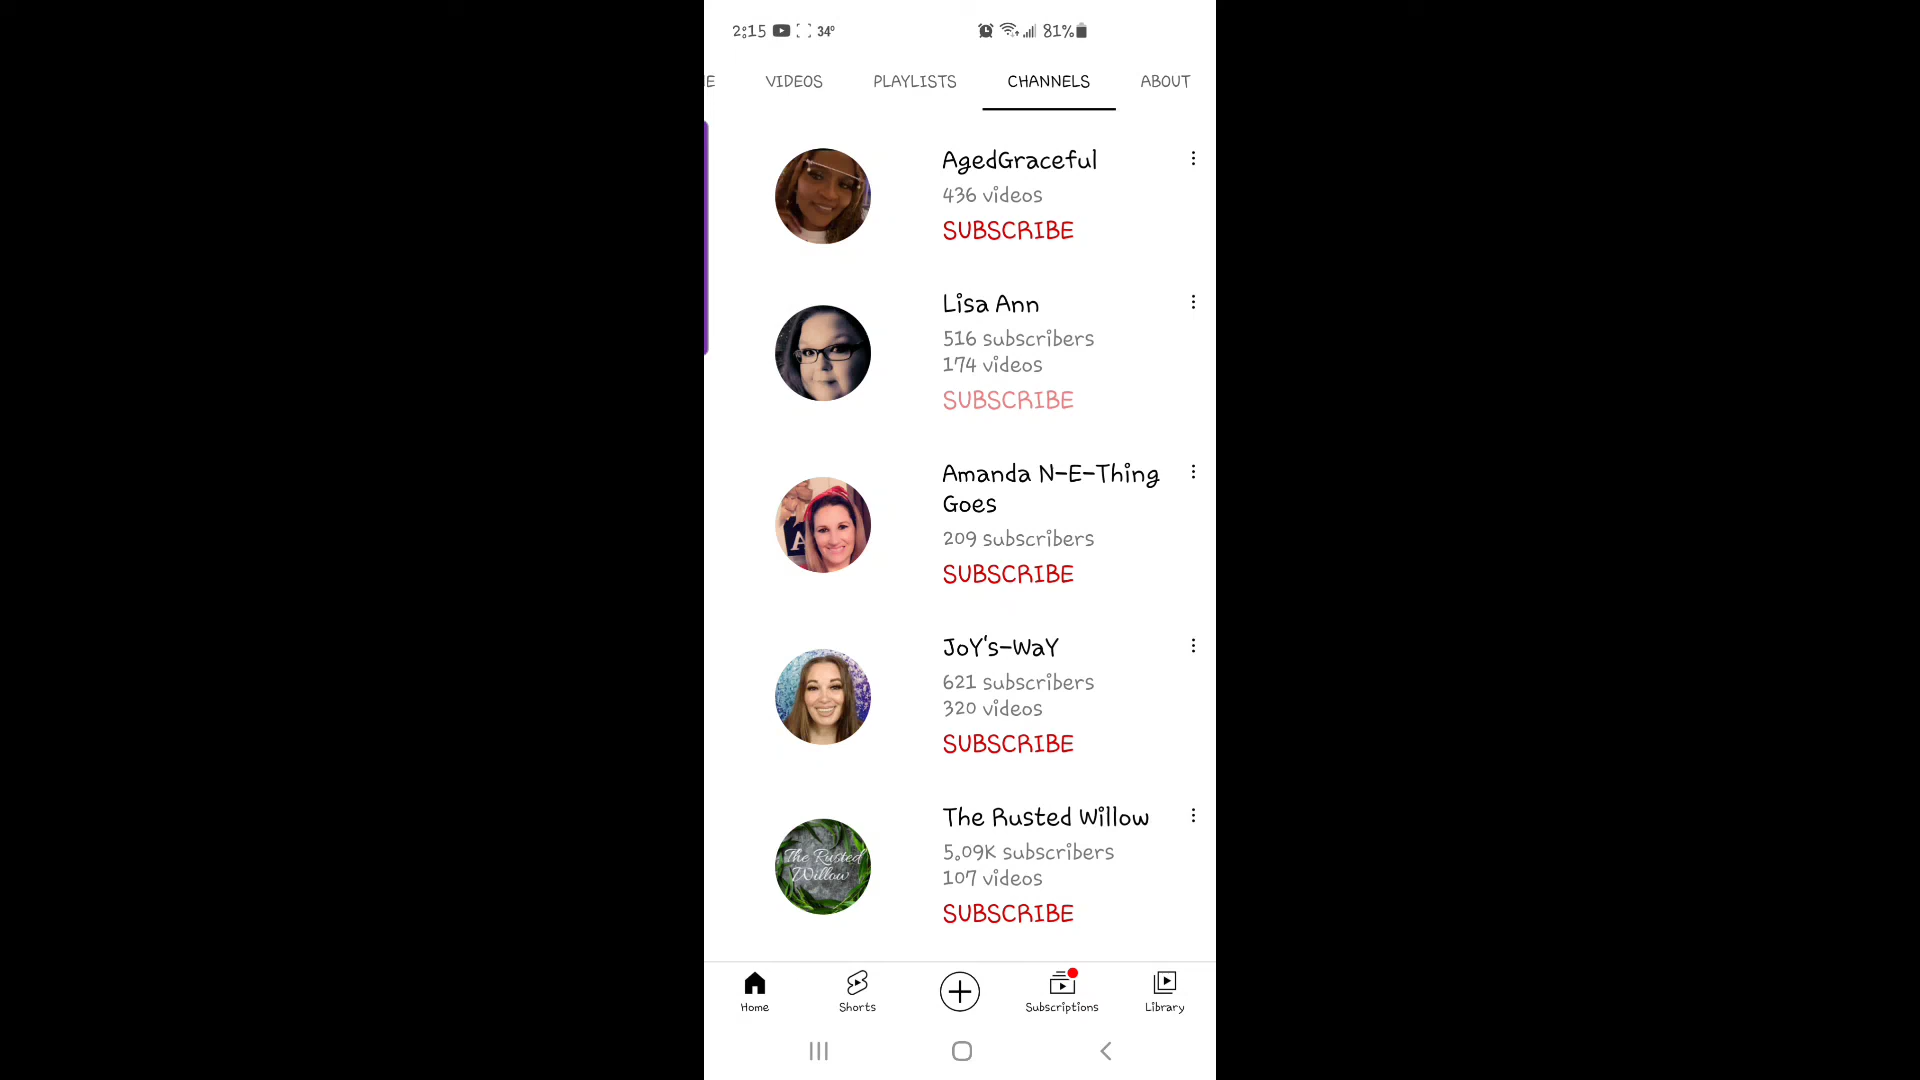 2:15 34° 81%
E VIDEOS PLAYLISTS CHANNELS ABOUT
AgedGraceful
436 videos
SUBSCRIBE
Lisa Ann
516 subscribers
174 videos
SUBSCRIBE
Amanda N-E-Thing
Goes
209 subscribers
SUBSCRIBE
A
JoY's-WaY
621 subscribers
320 videos
SUBSCRIBE
The Rusted Willow
5.09K subscribers
107 videos
SUBSCRIBE
The Rusted
Willow
Home Shorts Subscriptions Library